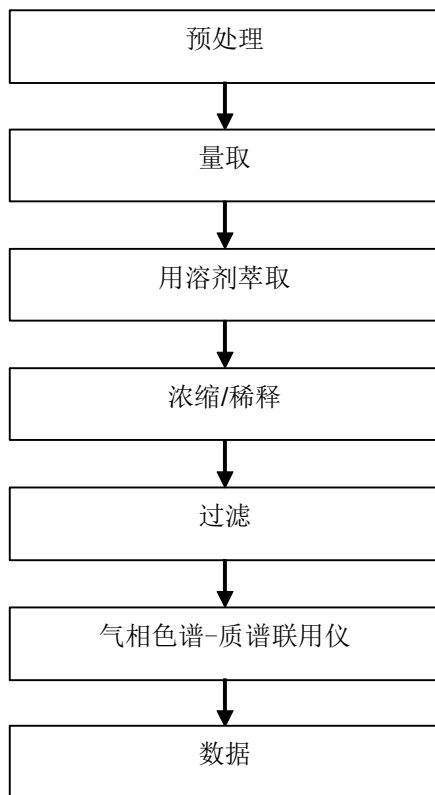 预处理
量取
用溶剂萃取
浓缩/稀释
过滤
气相色谱-质谱联用仪
数据